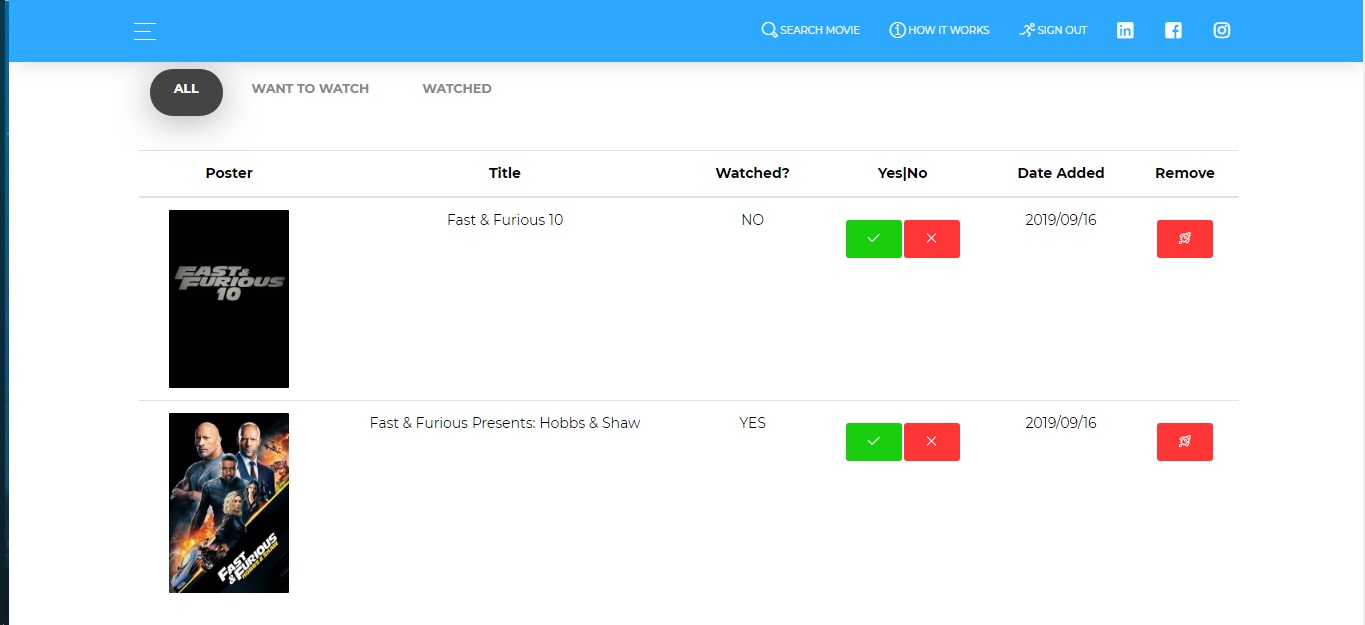 SEARCH MOVIE HOW IT WORKS SIGN OUT
ALL WANT TO WATCH WATCHED
Poster Title Watched? Yes|No Date Added Remove
Fast & Furious 10 NO 2019/09/16
FAST &
FURIOUS
10
Fast & Furious Presents: Hobbs & Shaw YES 2019/09/16
FAST
& FURIOUS
HOBBS & SHAW